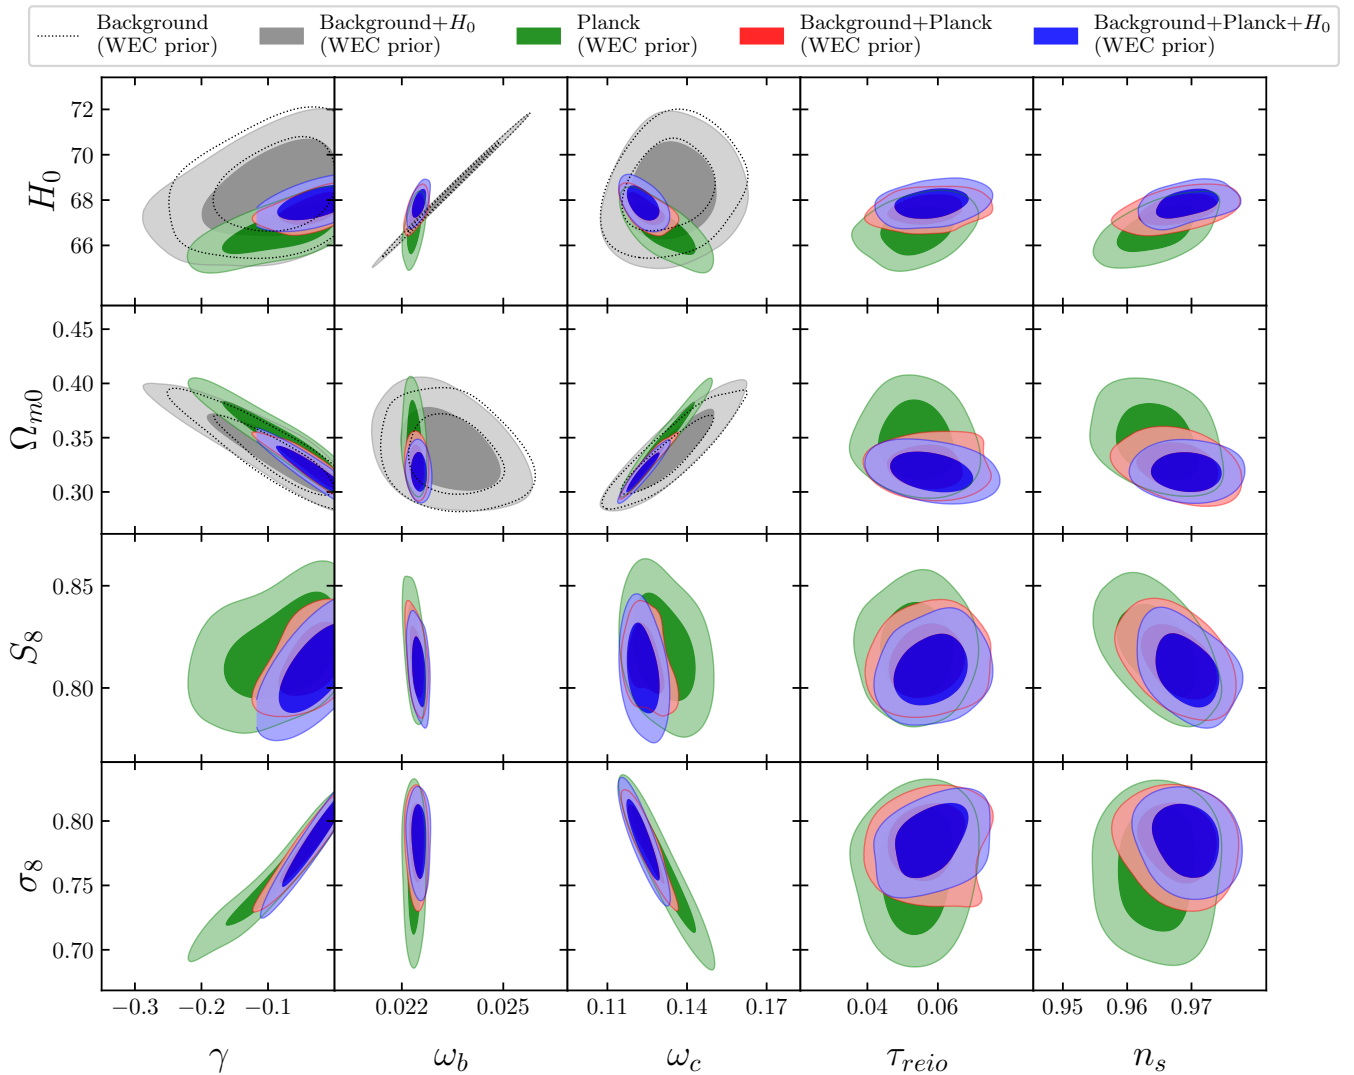 Background
(WEC prior)
Background+H₀
(WEC prior)
Planck
(WEC prior)
Background+Planck
(WEC prior)
Background+Planck+H₀
(WEC prior)
H₀
72
70
68
66
Ωm0
0.45
0.40
0.35
0.30
S₈
0.85
0.80
σ₈
0.80
0.75
0.70
−0.3 −0.2 −0.1
0.022 0.025
0.11 0.14 0.17
0.04 0.06
0.95 0.96 0.97
γ
ωb
ωc
τreio
ns